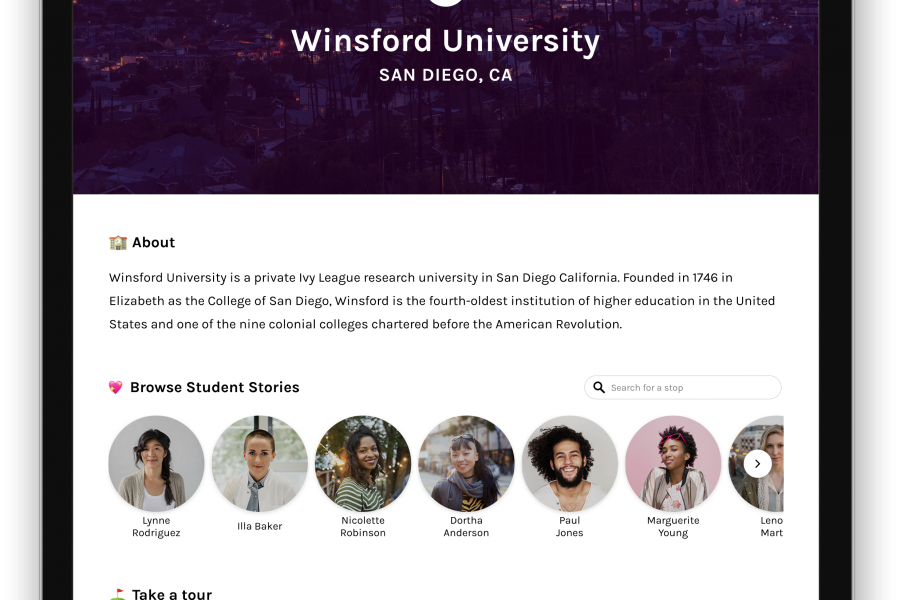 Winsford University
SAN DIEGO, CA
About
Winsford University is a private Ivy League research university in San Diego California. Founded in 1746 in
Elizabeth as the College of San Diego, Winsford is the fourth-oldest institution of higher education in the United
States and one of the nine colonial colleges chartered before the American Revolution.
Browse Student Stories
Search for a stop
Lynne
Rodriguez
Illa Baker
Nicolette
Robinson
Dortha
Anderson
Paul
Jones
Marguerite
Young
Leno
Mart
Take a tour